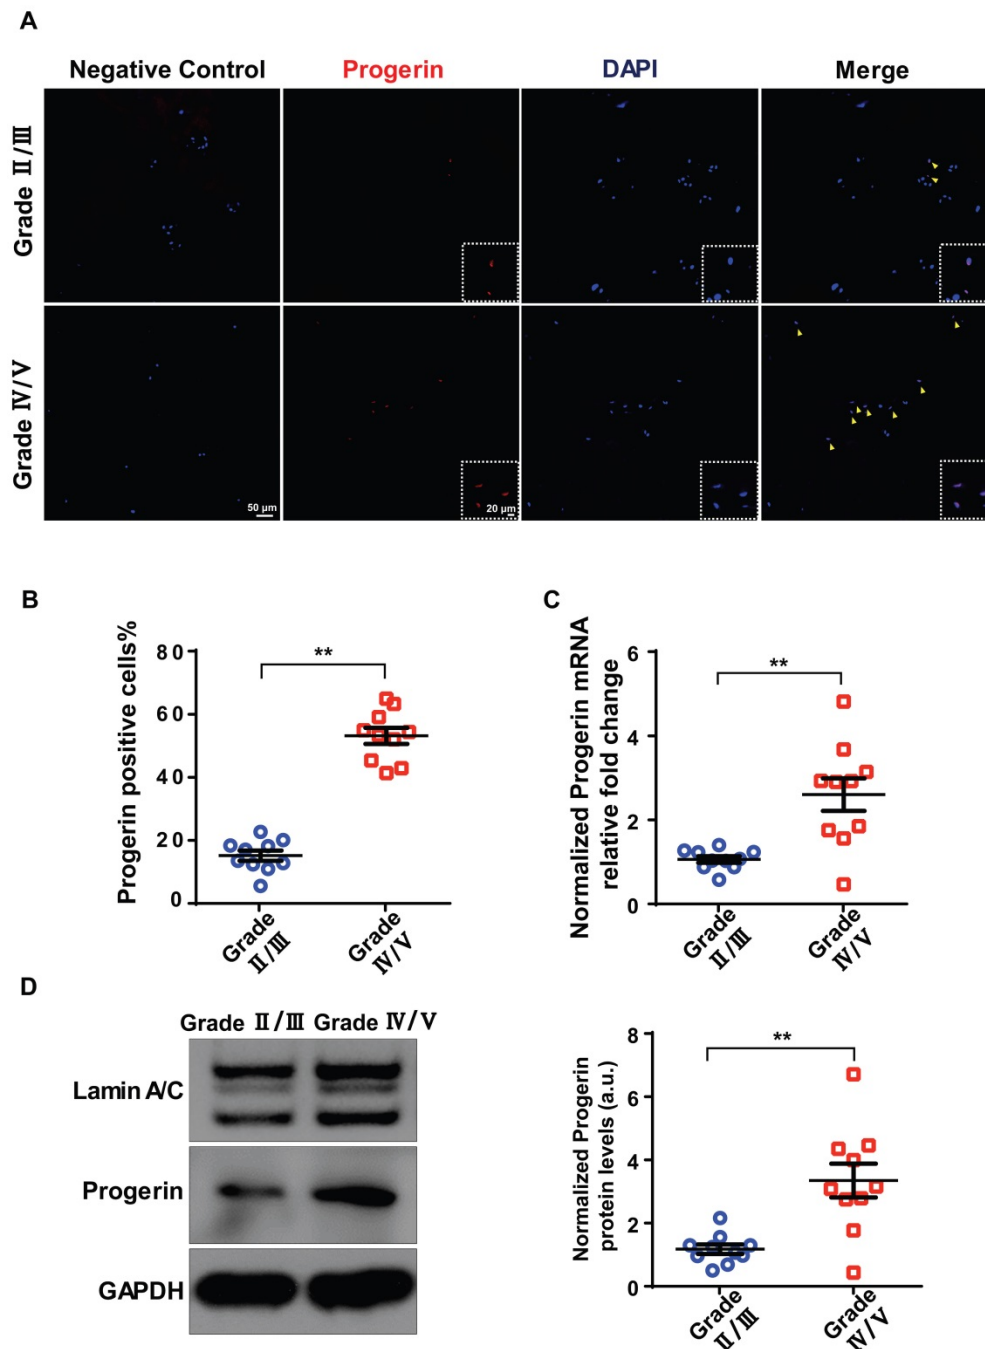 A
Negative Control Progerin DAPI Merge
Grade Ⅱ/Ⅲ
Grade Ⅳ/Ⅴ
50 μm
20 μm
B
Progerin positive cells%
80
60
40
20
0
**
Grade Ⅱ/Ⅲ
Grade Ⅳ/Ⅴ
C
Normalized Progerin mRNA
relative fold change
6
4
2
0
**
Grade Ⅱ/Ⅲ
Grade Ⅳ/Ⅴ
D
Grade Ⅱ/Ⅲ Grade Ⅳ/Ⅴ
Lamin A/C
Progerin
GAPDH
Normalized Progerin
protein levels (a.u.)
8
6
4
2
0
**
Grade Ⅱ/Ⅲ
Grade Ⅳ/Ⅴ